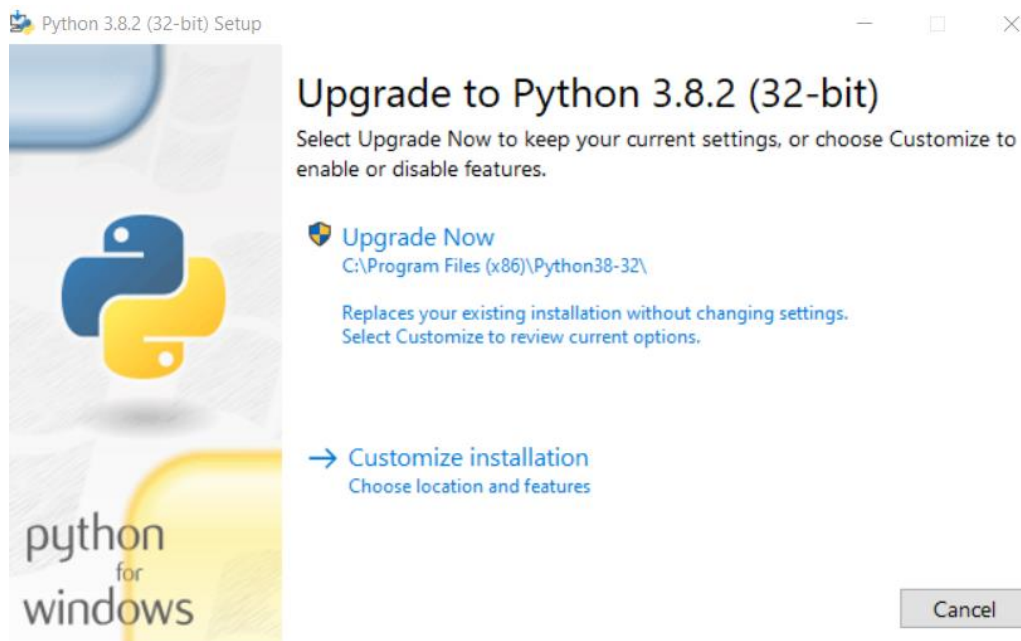 Python 3.8.2 (32-bit) Setup
Upgrade to Python 3.8.2 (32-bit)
Select Upgrade Now to keep your current settings, or choose Customize to
enable or disable features.
Upgrade Now
C:\Program Files (x86)\Python38-32\
Replaces your existing installation without changing settings.
Select Customize to review current options.
Customize installation
Choose location and features
python
for
windows
Cancel